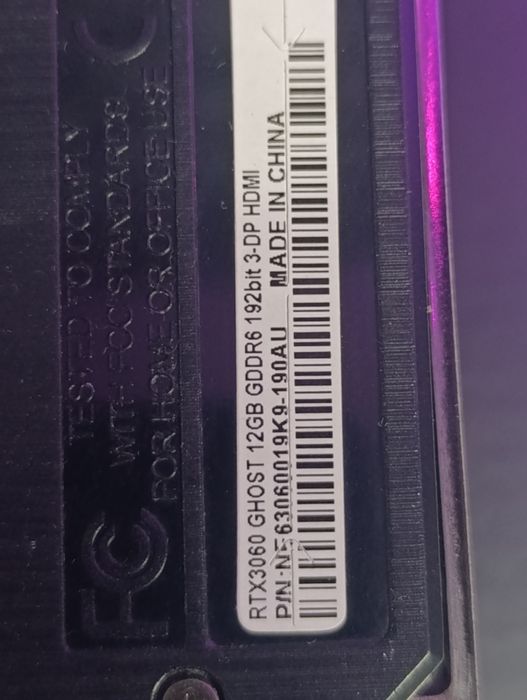 TESTED TO COMPLY
WITH FCC STANDARDS
FOR HOME OR OFFICE USE
FC
RTX3060 GHOST 12GB GDDR6 192bit 3-DP HDMI
P/N:NE63060019K9-190AU MADE IN CHINA